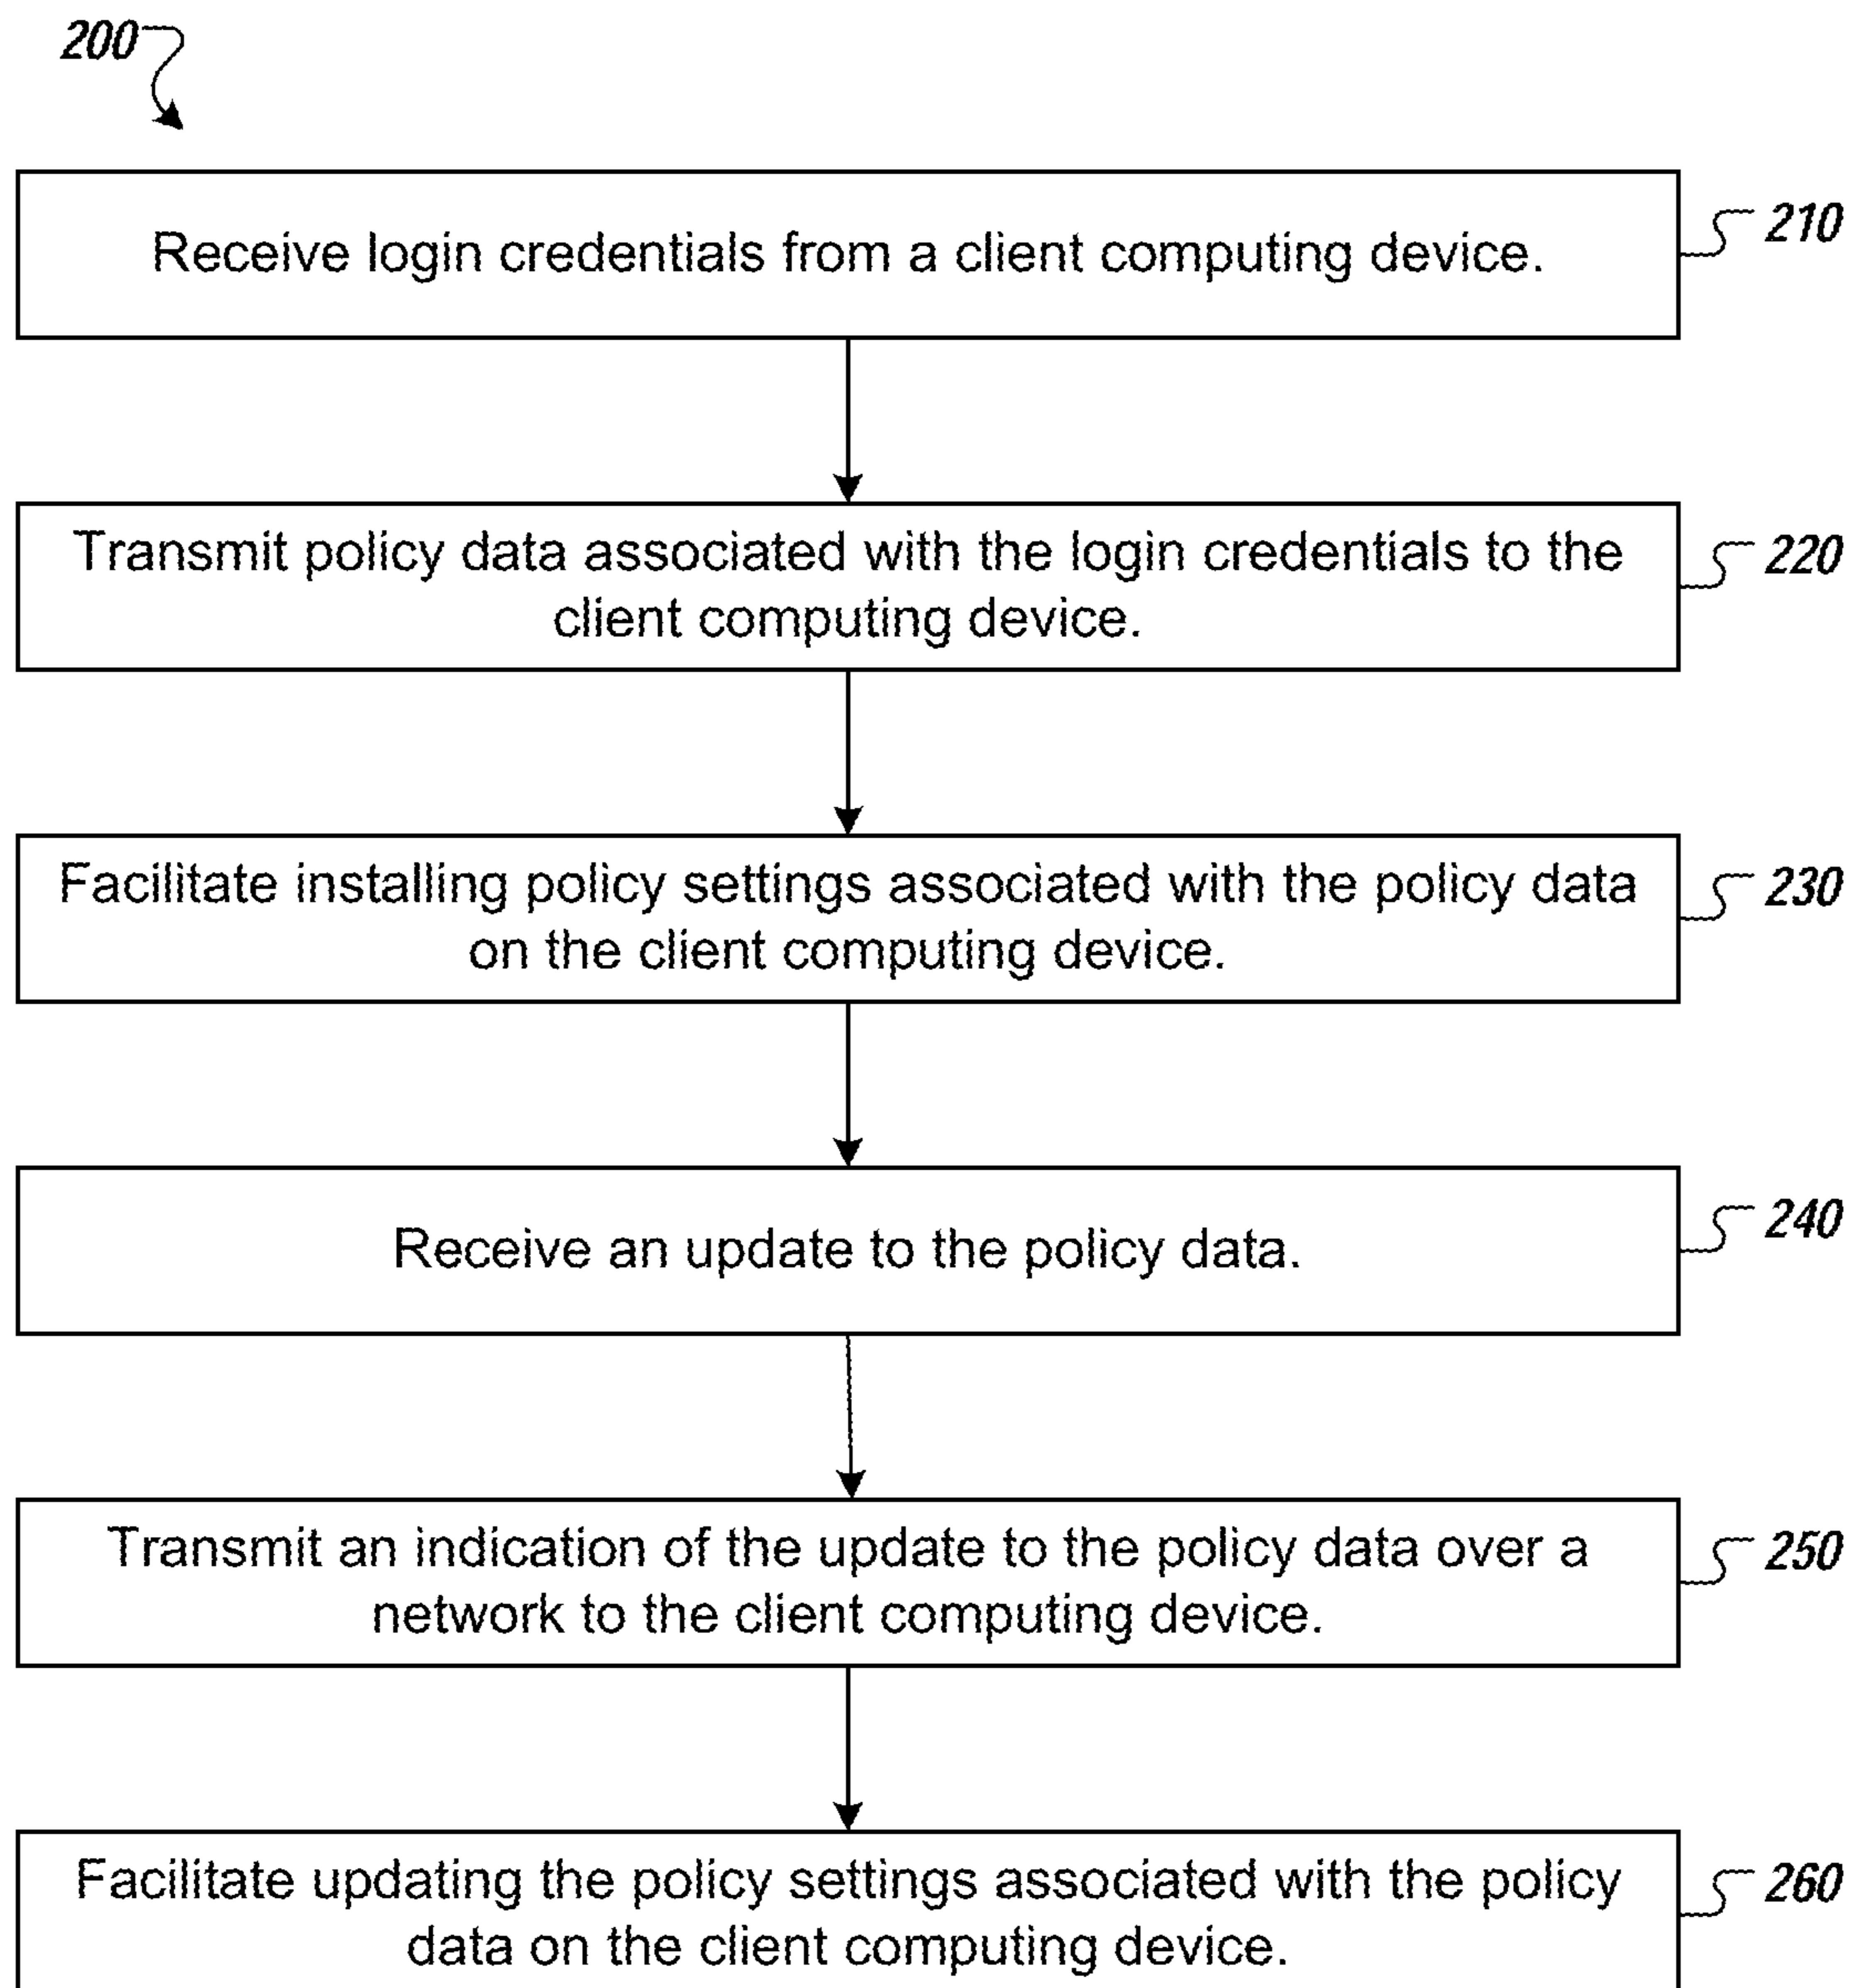 200
Receive login credentials from a client computing device.
210
Transmit policy data associated with the login credentials to the
client computing device.
220
Facilitate installing policy settings associated with the policy data
on the client computing device.
230
Receive an update to the policy data.
240
Transmit an indication of the update to the policy data over a
network to the client computing device.
250
Facilitate updating the policy settings associated with the policy
data on the client computing device.
260